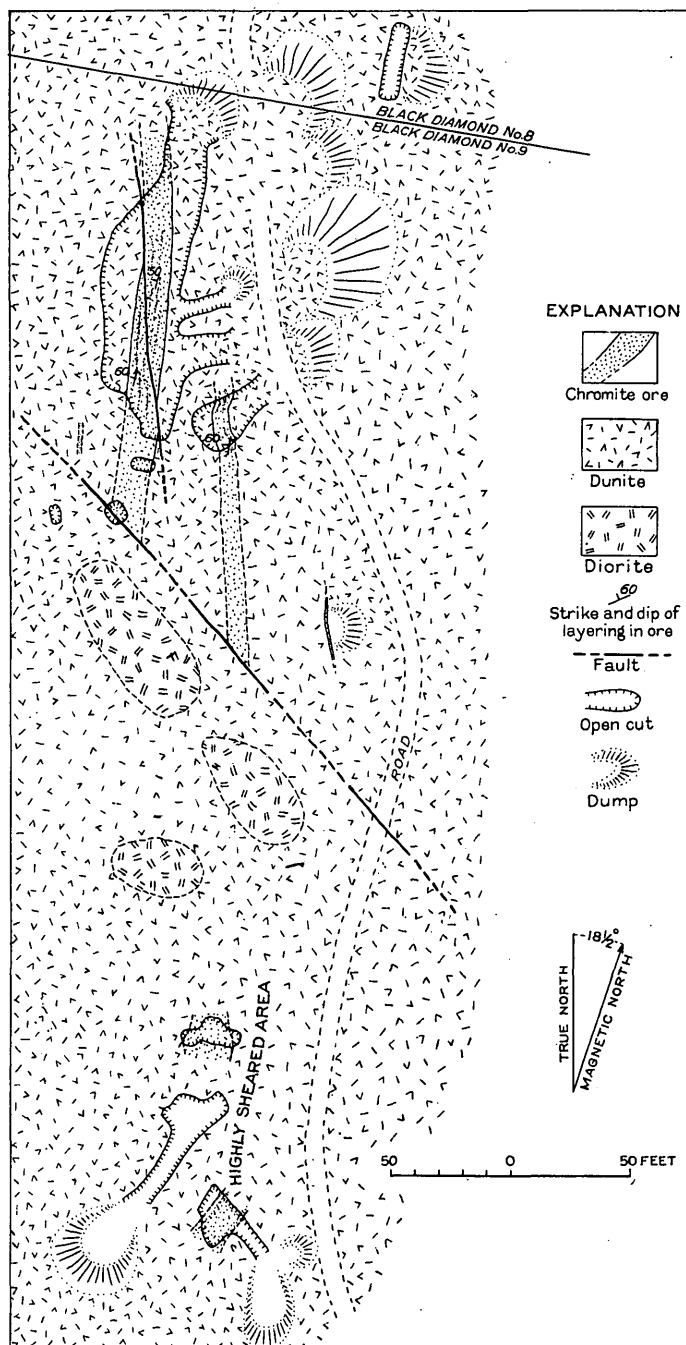 BLACK DIAMOND No.8
BLACK DIAMOND No.9
50
60
60
ROAD
HIGHLY SHEARED AREA
EXPLANATION
Chromite ore
Dunite
Diorite
60
Strike and dip of
layering in ore
Fault
Open cut
Dump
18½°
TRUE NORTH
MAGNETIC NORTH
50 0 50 FEET